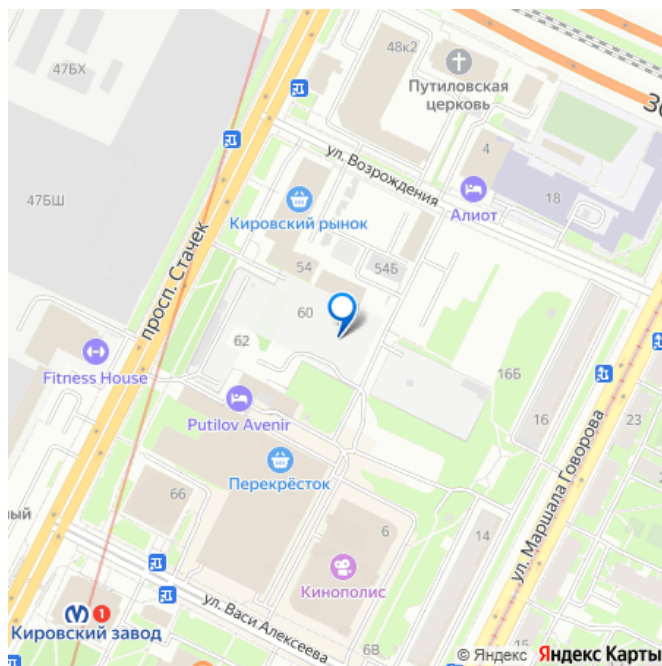 47БХ
48к2
Путиловская
церковь
ул. Возрождения
4
18
Алиот
47БШ
Кировский рынок
просп. Стачек
54
54Б
60
62
Fitness House
Putilov Avenir
16Б
16
23
Перекрёсток
66
ул. Маршала Говорова
14
6
Кинополис
ул. Васи Алексеева
1
Кировский завод
6В
15
© Яндекс Яндекс Карты